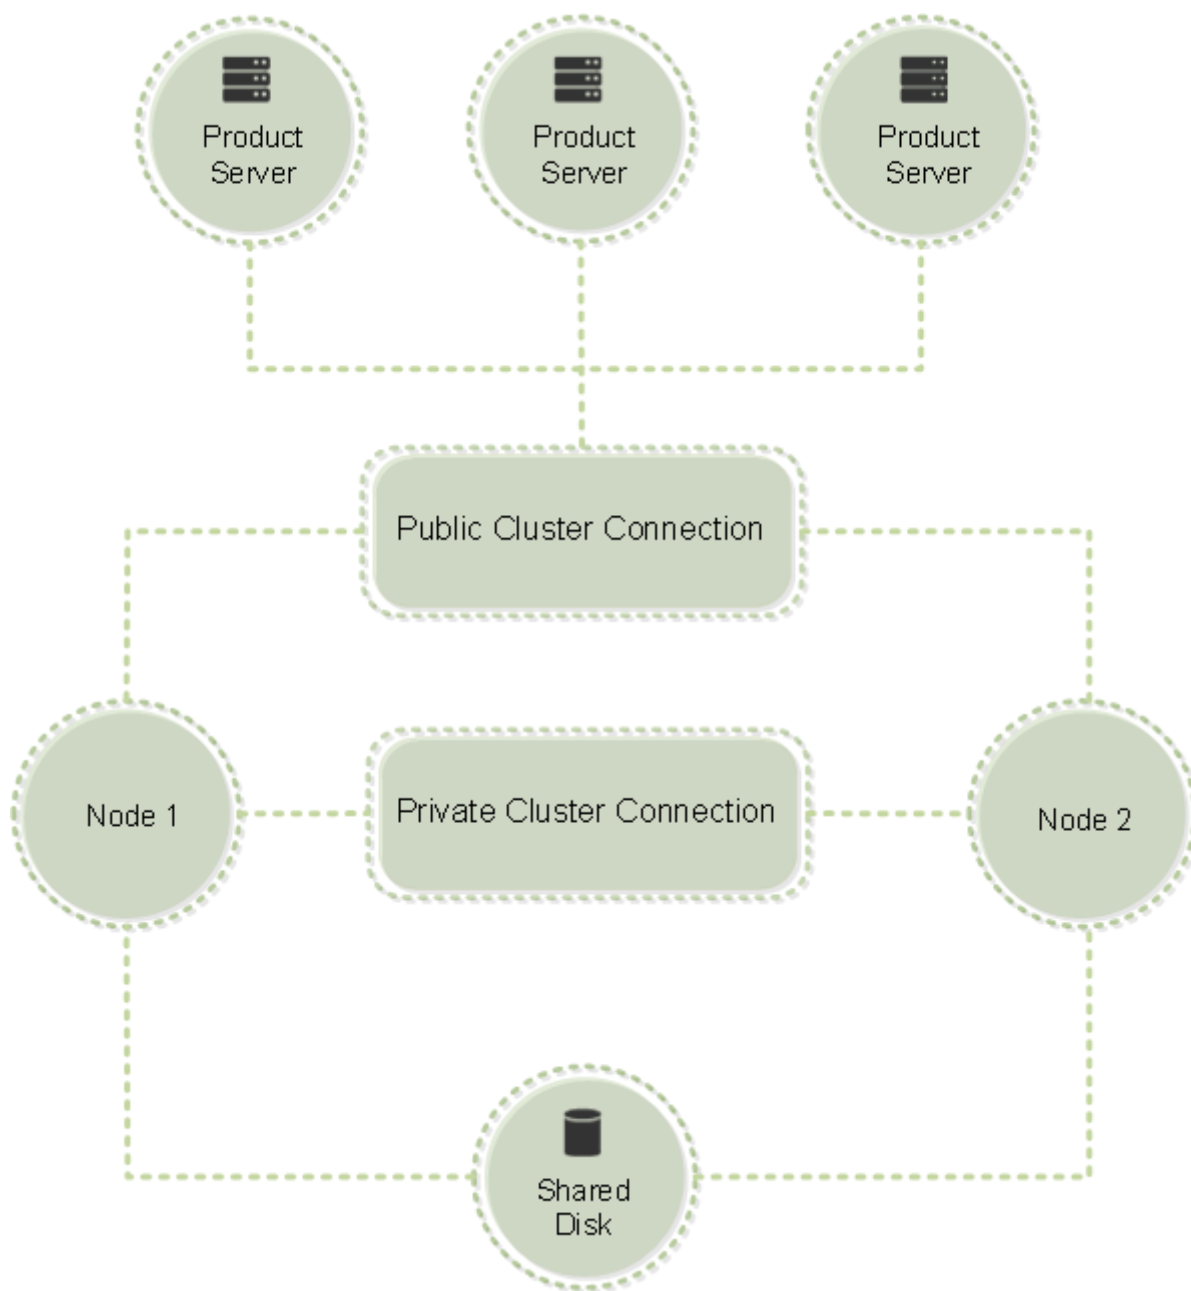 Product
Server
Product
Server
Product
Server
Public Cluster Connection
Node 1
Private Cluster Connection
Node 2
Shared
Disk